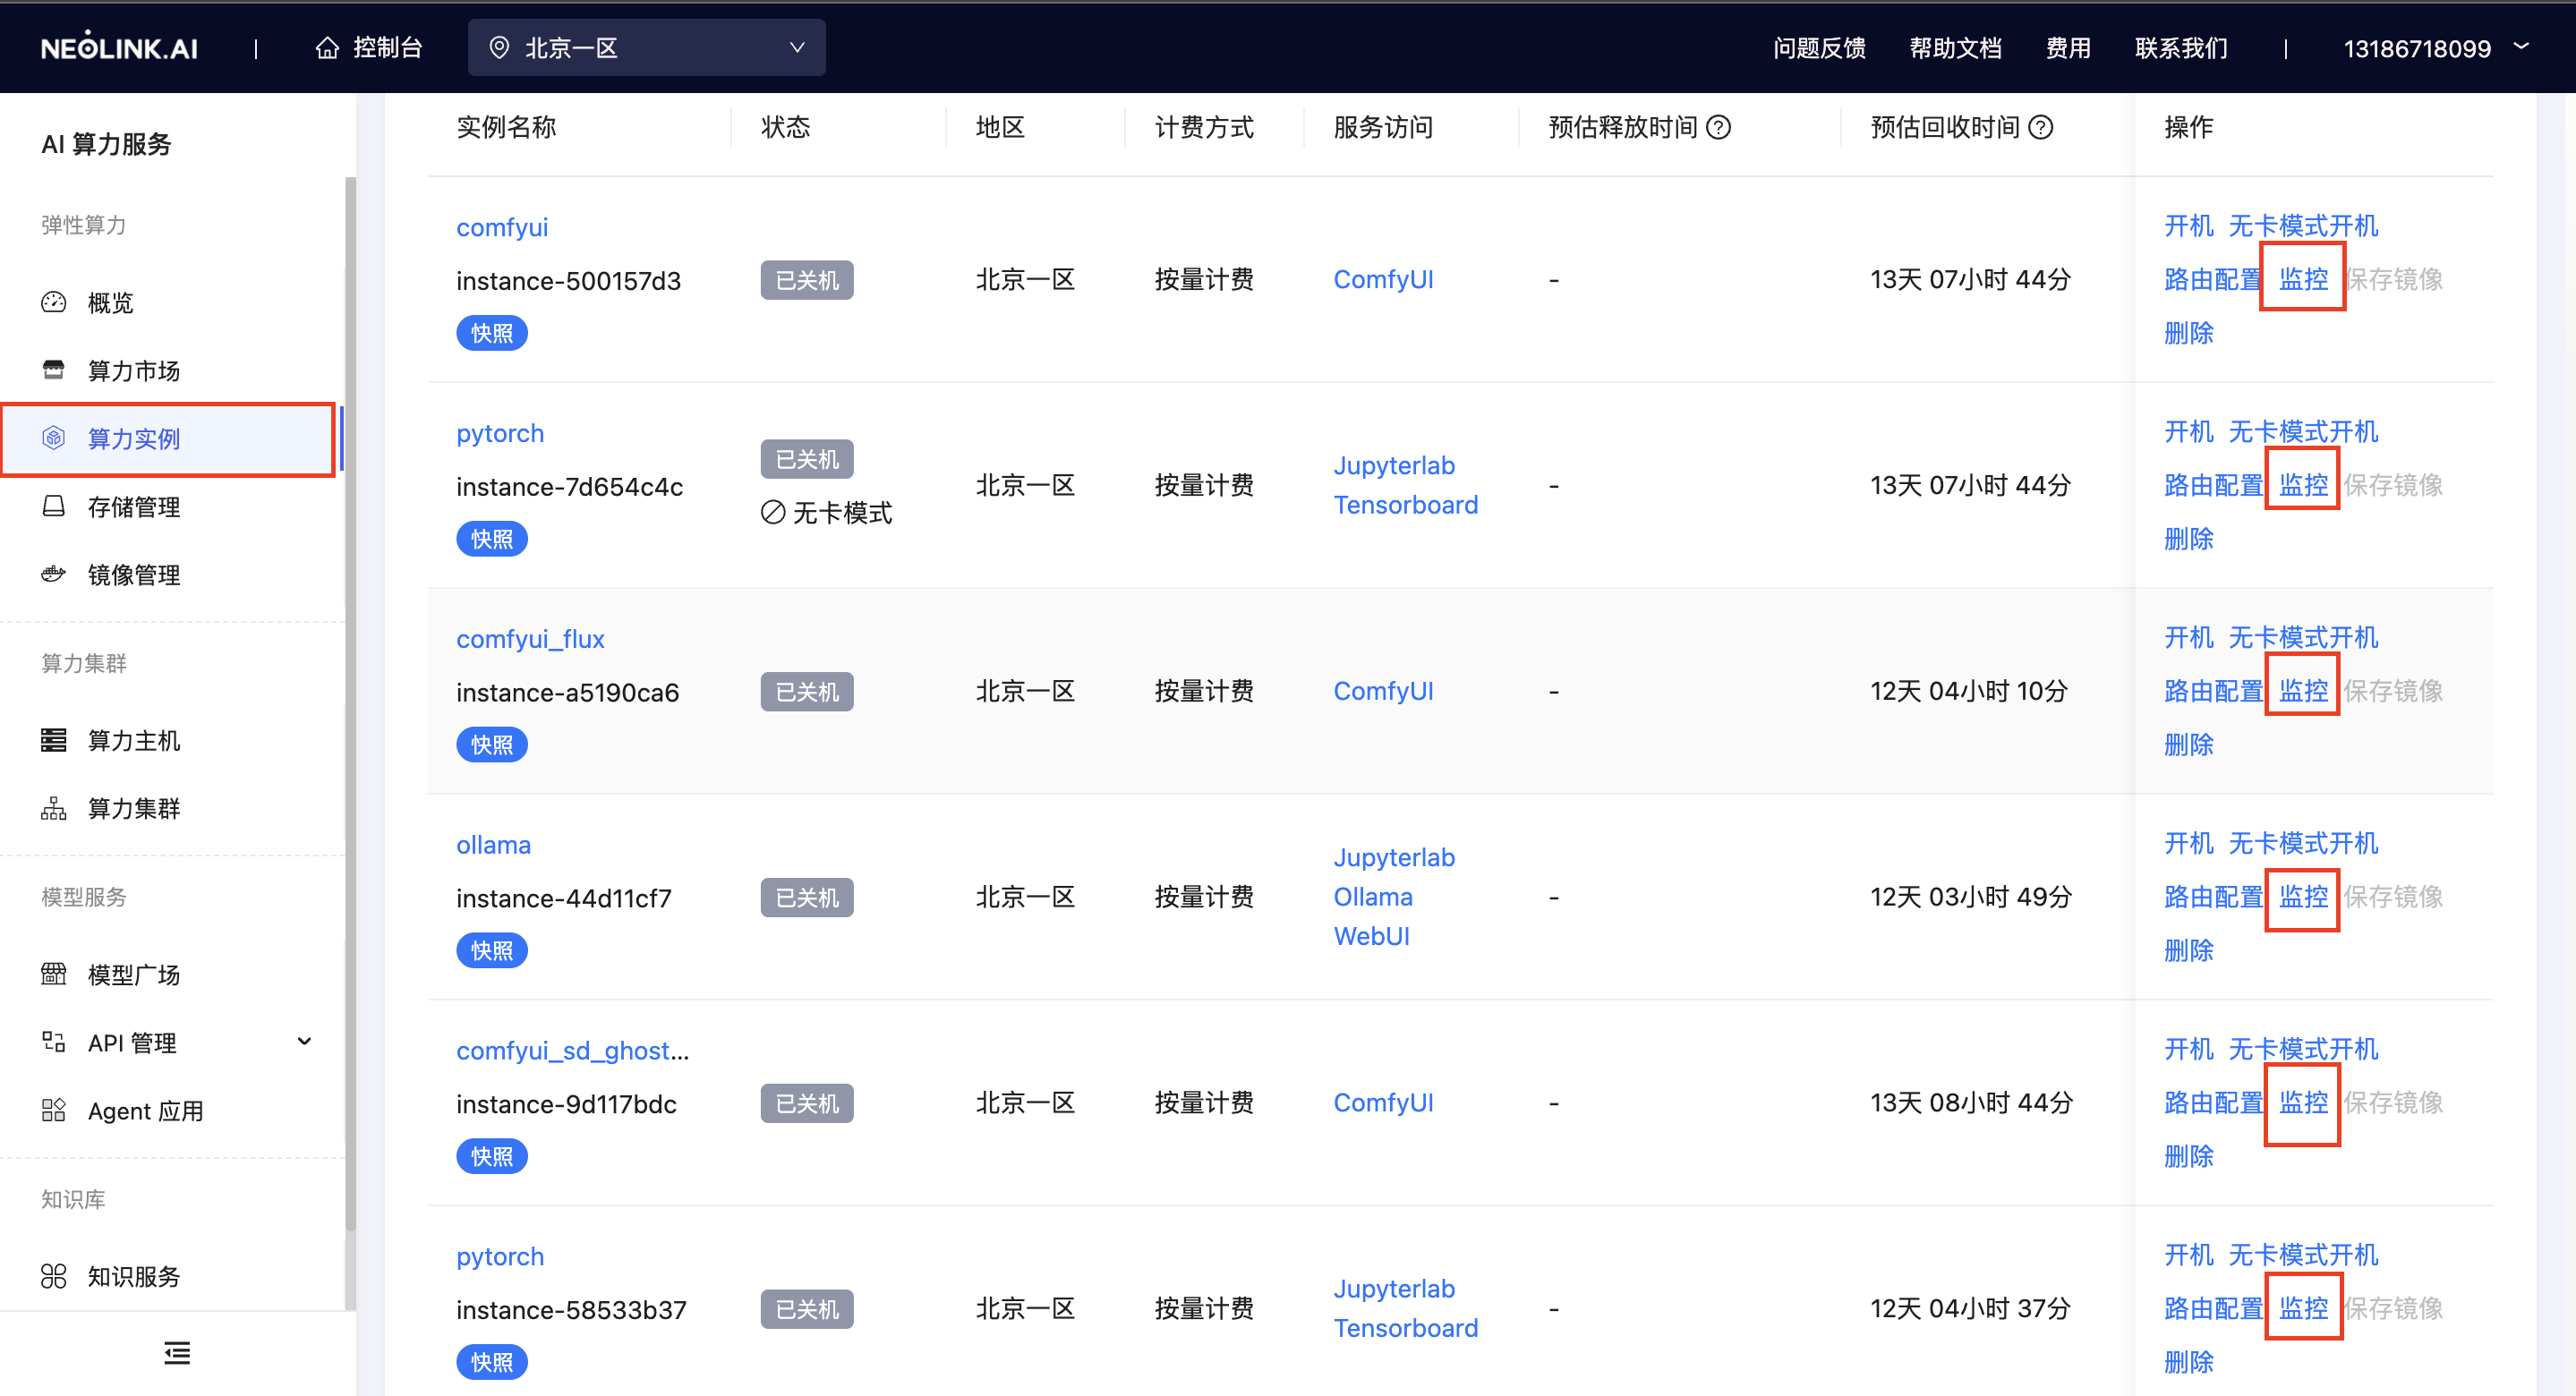 NEOLINK.AI | 控制台 北京一区 问题反馈 帮助文档 费用 联系我们 | 13186718099
AI 算力服务
弹性算力
概览
算力市场
算力实例
存储管理
镜像管理
算力集群
算力主机
算力集群
模型服务
模型广场
API 管理
Agent 应用
知识库
知识服务
实例名称 状态 地区 计费方式 服务访问 预估释放时间 预估回收时间 操作
comfyui
instance-500157d3
快照
已关机
北京一区
按量计费
ComfyUI
-
13天 07小时 44分
开机 无卡模式开机
路由配置 监控 保存镜像
删除
pytorch
instance-7d654c4c
快照
已关机
无卡模式
北京一区
按量计费
Jupyterlab
Tensorboard
-
13天 07小时 44分
开机 无卡模式开机
路由配置 监控 保存镜像
删除
comfyui_flux
instance-a5190ca6
快照
已关机
北京一区
按量计费
ComfyUI
-
12天 04小时 10分
开机 无卡模式开机
路由配置 监控 保存镜像
删除
ollama
instance-44d11cf7
快照
已关机
北京一区
按量计费
Jupyterlab
Ollama
WebUI
-
12天 03小时 49分
开机 无卡模式开机
路由配置 监控 保存镜像
删除
comfyui_sd_ghost...
instance-9d117bdc
快照
已关机
北京一区
按量计费
ComfyUI
-
13天 08小时 44分
开机 无卡模式开机
路由配置 监控 保存镜像
删除
pytorch
instance-58533b37
快照
已关机
北京一区
按量计费
Jupyterlab
Tensorboard
-
12天 04小时 37分
开机 无卡模式开机
路由配置 监控 保存镜像
删除